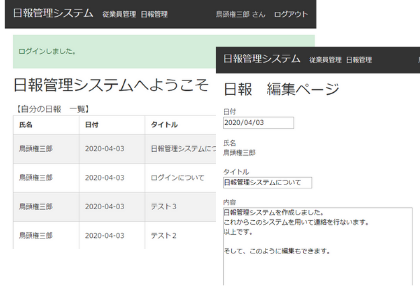 日報管理システム 従業員管理 日報管理 鳥頭権三郎 さん ログアウト
ログインしました。
日報管理システムへようこそ
【自分の日報 一覧】
氏名 日付 タイトル
鳥頭権三郎 2020-04-03 日報管理システムにつ
鳥頭権三郎 2020-04-03 ログインについて
鳥頭権三郎 2020-04-03 テスト3
鳥頭権三郎 2020-04-03 テスト2
日報管理システム 従業員管理 日報管理
日報 編集ページ
日付
2020/04/03
氏名
鳥頭権三郎
タイトル
日報管理システムについて
内容
日報管理システムを作成しました。
これからこのシステムを用いて連絡を行ないます。
以上です。
そして、このように編集もできます。